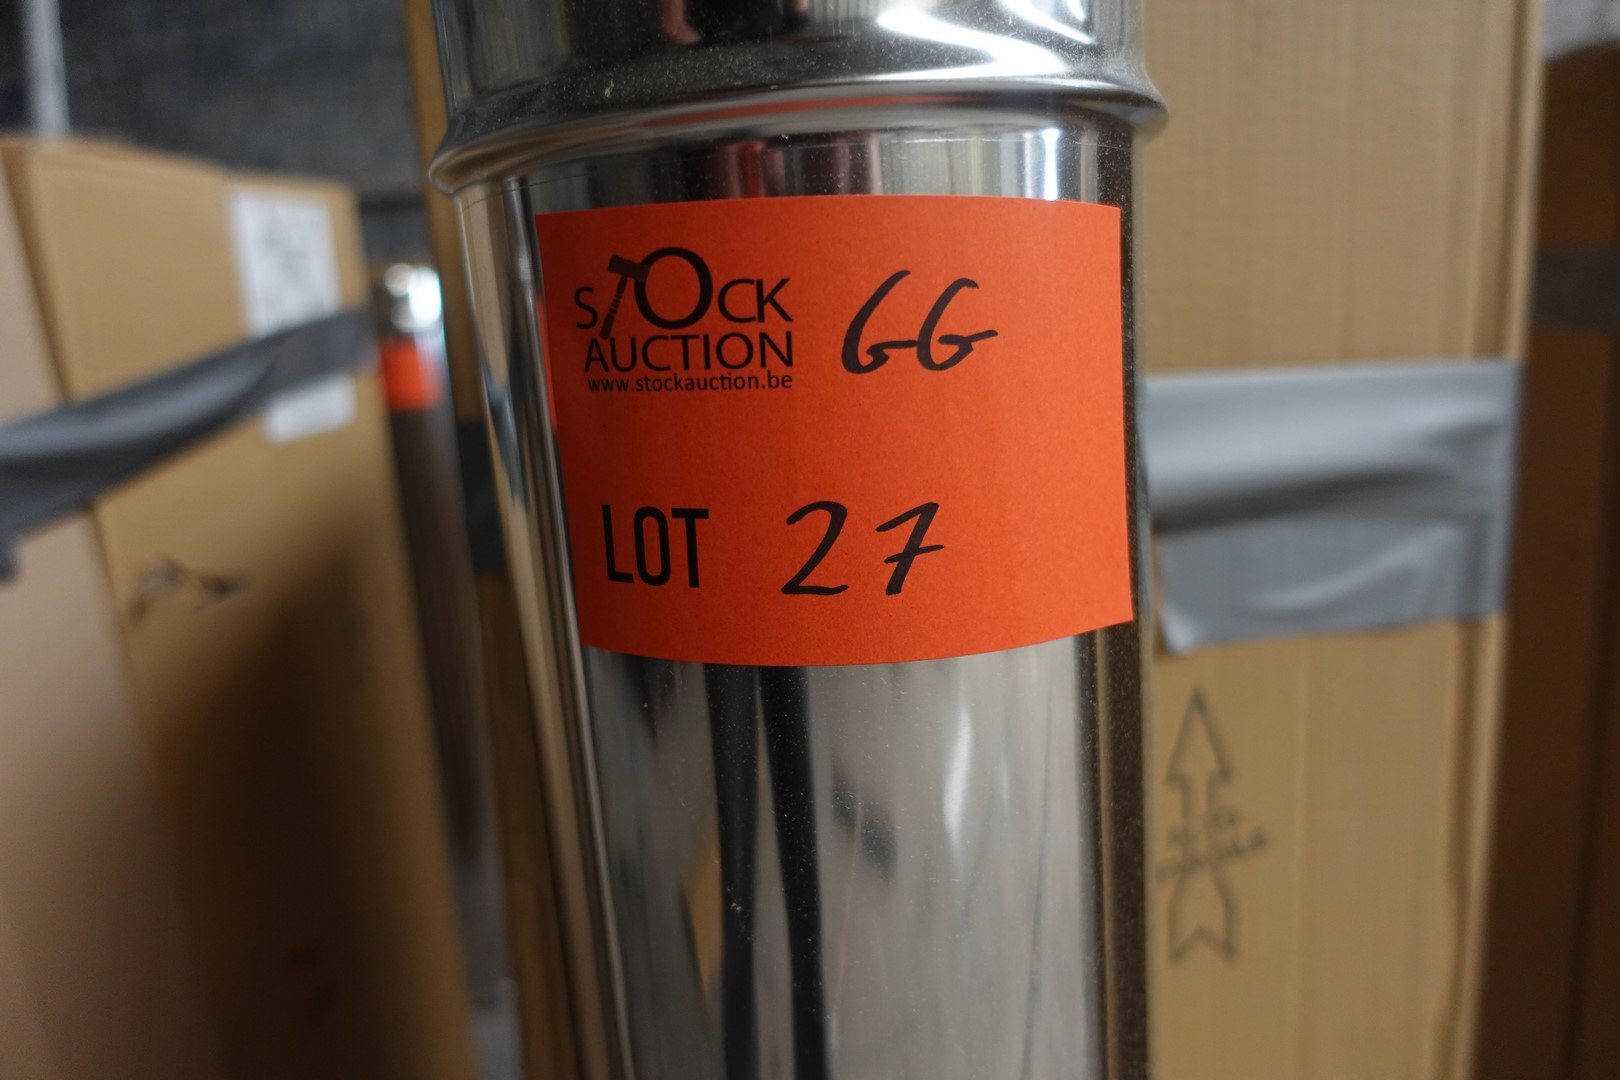 STOCK GG
AUCTION
www.stockauction.be
LOT 27